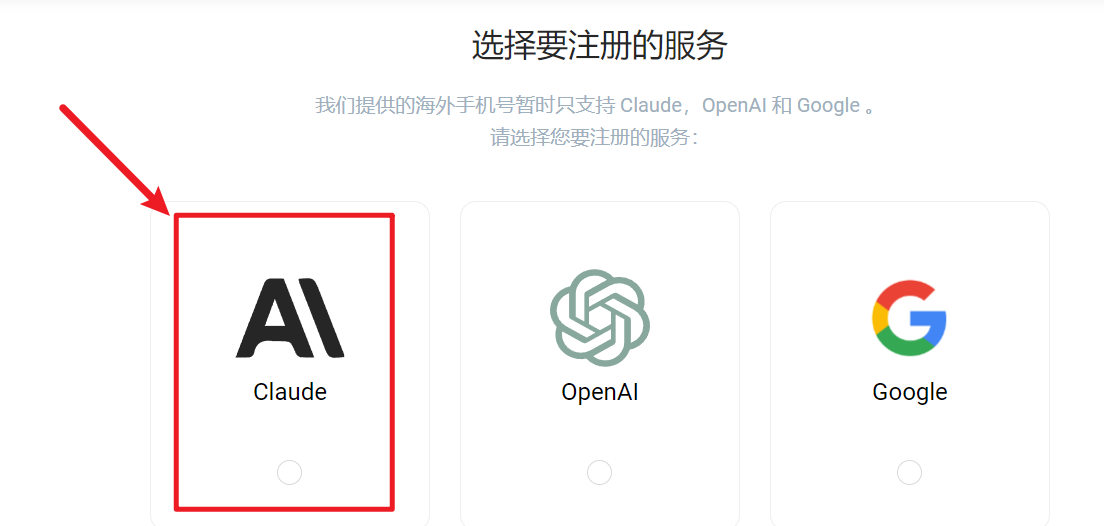 选择要注册的服务
我们提供的海外手机号暂时只支持 Claude，OpenAI 和 Google 。
请选择您要注册的服务：
Claude
OpenAI
Google